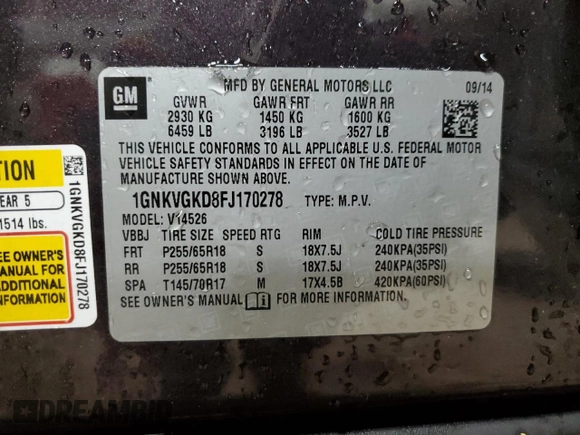 GM
MFD BY GENERAL MOTORS LLC 09/14
GVWR GAWR FRT GAWR RR
2930 KG 1450 KG 1600 KG
6459 LB 3196 LB 3527 LB
THIS VEHICLE CONFORMS TO ALL APPLICABLE U.S. FEDERAL MOTOR
VEHICLE SAFETY STANDARDS IN EFFECT ON THE DATE OF
MANUFACTURE SHOWN ABOVE.
1GNKVGKD8FJ170278 TYPE: M.P.V.
MODEL: V14526
VBBJ TIRE SIZE SPEED RTG RIM COLD TIRE PRESSURE
FRT P255/65R18 S 18X7.5J 240KPA(35PSI)
RR P255/65R18 S 18X7.5J 240KPA(35PSI)
SPA T145/70R17 M 17X4.5B 420KPA(60PSI)
SEE OWNER'S MANUAL FOR MORE INFORMATION.
TION
EAR 5
1514 lbs.
EE OWNER'S
MANUAL FOR
ADDITIONAL
INFORMATION
1GNKVGKD8FJ170278
DREAMBID